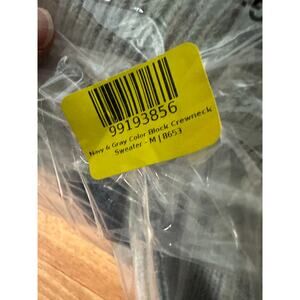 99193856
Navy & Gray Color Block Crewneck
Sweater - M | 8653